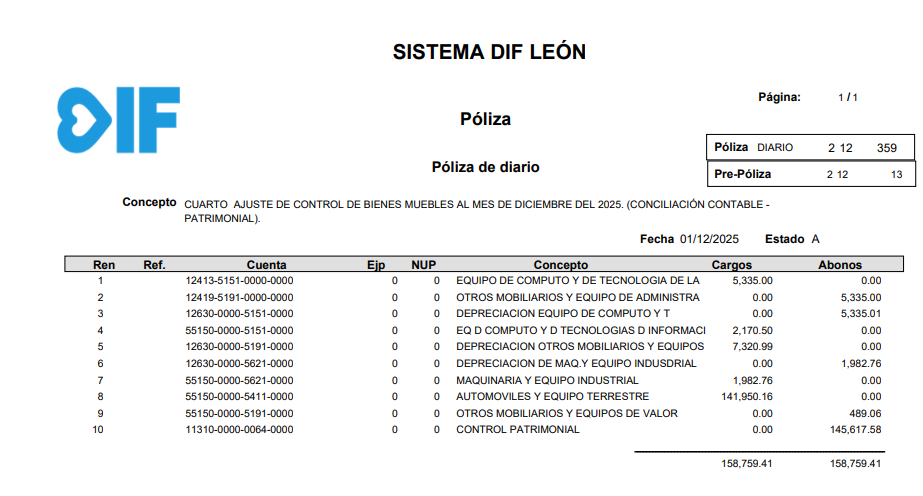 SISTEMA DIF LEÓN
DIF
Página: 1 / 1
Póliza
Póliza DIARIO 2 12 359
Póliza de diario
Pre-Póliza 2 12 13
Concepto CUARTO AJUSTE DE CONTROL DE BIENES MUEBLES AL MES DE DICIEMBRE DEL 2025. (CONCILIACIÓN CONTABLE -
PATRIMONIAL).
Fecha 01/12/2025 Estado A
Ren Ref. Cuenta Ejp NUP Concepto Cargos Abonos
1 12413-5151-0000-0000 0 0 EQUIPO DE COMPUTO Y DE TECNOLOGIA DE LA 5,335.00 0.00
2 12419-5191-0000-0000 0 0 OTROS MOBILIARIOS Y EQUIPO DE ADMINISTRA 0.00 5,335.00
3 12630-0000-5151-0000 0 0 DEPRECIACION EQUIPO DE COMPUTO Y T 0.00 5,335.01
4 55150-0000-5151-0000 0 0 EQ D COMPUTO Y D TECNOLOGIAS D INFORMACI 2,170.50 0.00
5 12630-0000-5191-0000 0 0 DEPRECIACION OTROS MOBILIARIOS Y EQUIPOS 7,320.99 0.00
6 12630-0000-5621-0000 0 0 DEPRECIACION DE MAQ.Y EQUIPO INDUSDRIAL 0.00 1,982.76
7 55150-0000-5621-0000 0 0 MAQUINARIA Y EQUIPO INDUSTRIAL 1,982.76 0.00
8 55150-0000-5411-0000 0 0 AUTOMOVILES Y EQUIPO TERRESTRE 141,950.16 0.00
9 55150-0000-5191-0000 0 0 OTROS MOBILIARIOS Y EQUIPOS DE VALOR 0.00 489.06
10 11310-0000-0064-0000 0 0 CONTROL PATRIMONIAL 0.00 145,617.58
158,759.41 158,759.41